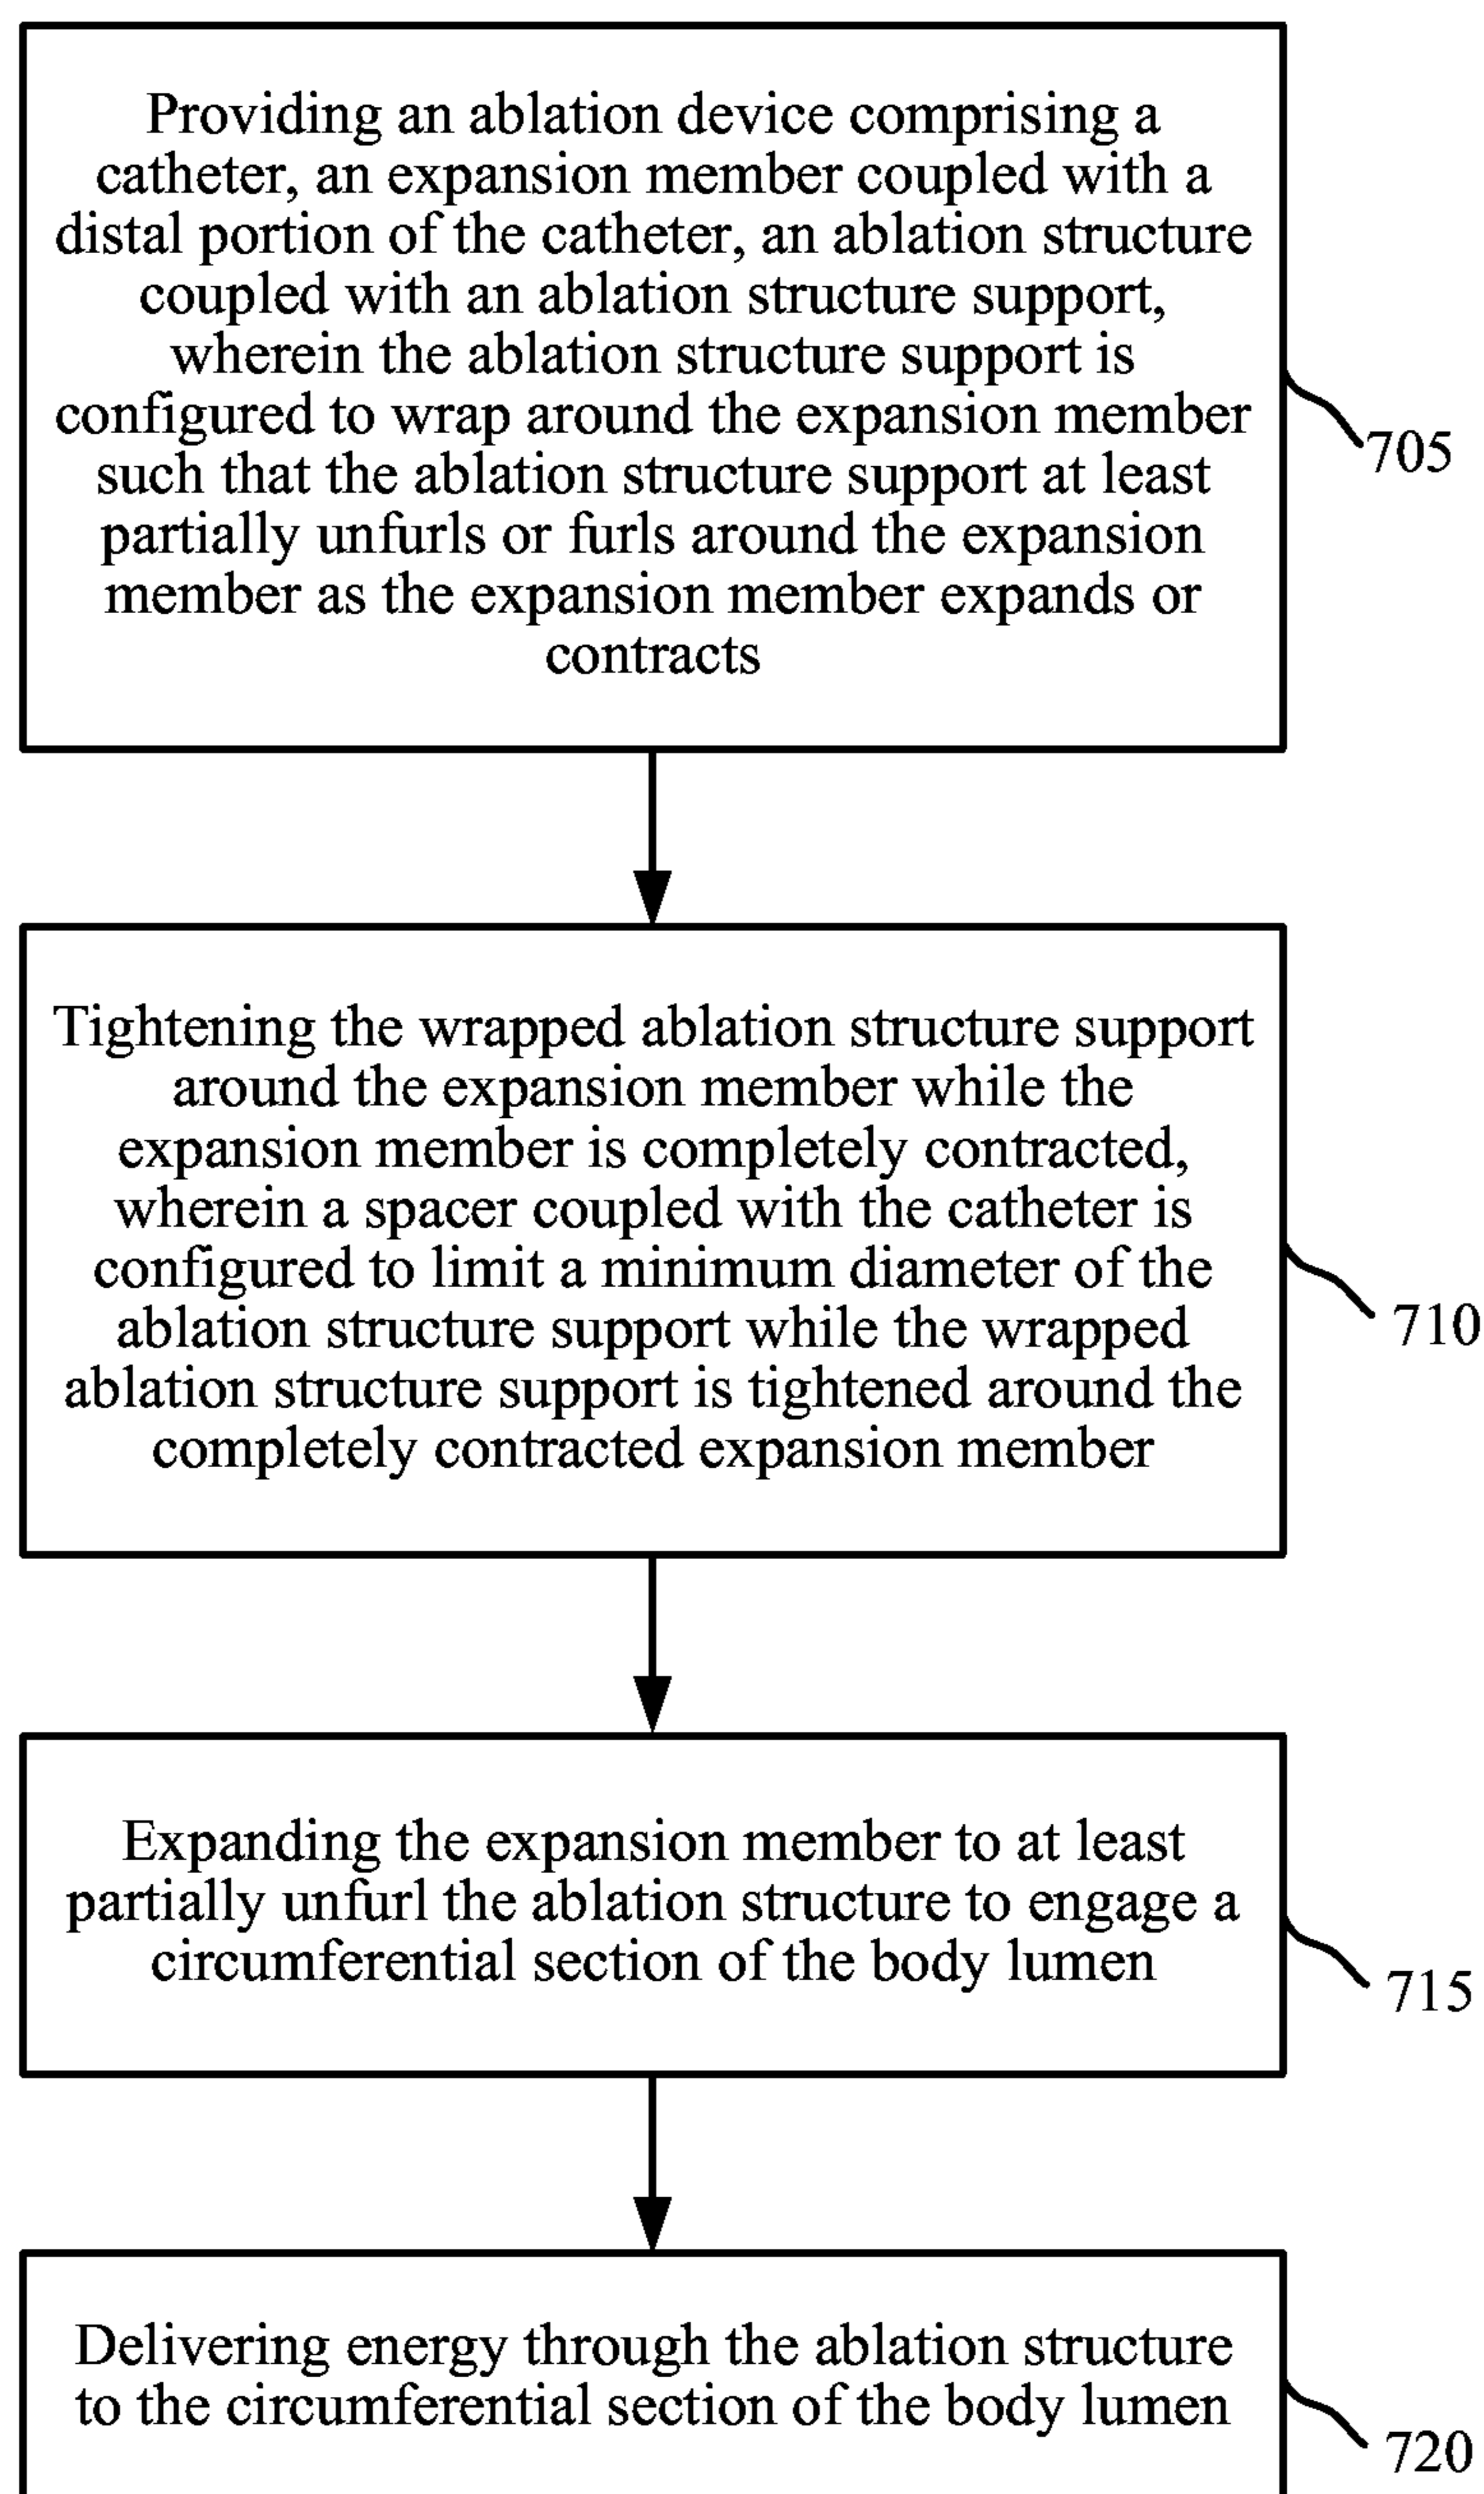 Providing an ablation device comprising a
catheter, an expansion member coupled with a
distal portion of the catheter, an ablation structure
coupled with an ablation structure support,
wherein the ablation structure support is
configured to wrap around the expansion member
such that the ablation structure support at least
partially unfurls or furls around the expansion
member as the expansion member expands or
contracts
705
Tightening the wrapped ablation structure support
around the expansion member while the
expansion member is completely contracted,
wherein a spacer coupled with the catheter is
configured to limit a minimum diameter of the
ablation structure support while the wrapped
ablation structure support is tightened around the
completely contracted expansion member
710
Expanding the expansion member to at least
partially unfurl the ablation structure to engage a
circumferential section of the body lumen
715
Delivering energy through the ablation structure
to the circumferential section of the body lumen
720